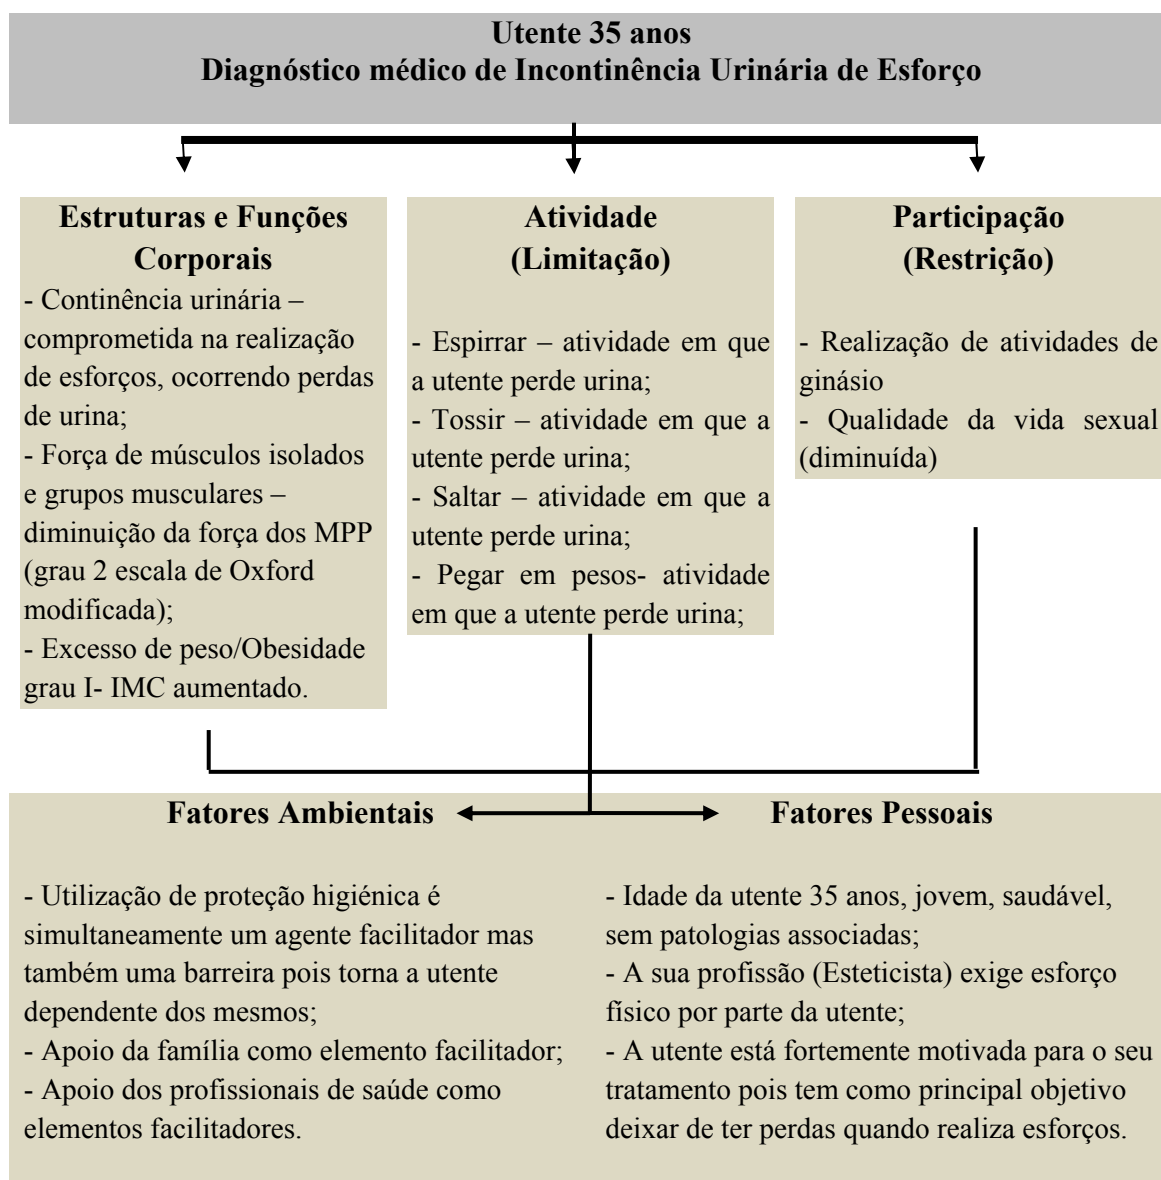 Utente 35 anos
Diagnóstico médico de Incontinência Urinária de Esforço
Estruturas e Funções
Corporais
- Continência urinária –
comprometida na realização
de esforços, ocorrendo perdas
de urina;
- Força de músculos isolados
e grupos musculares –
diminuição da força dos MPP
(grau 2 escala de Oxford
modificada);
- Excesso de peso/Obesidade
grau I- IMC aumentado.
Atividade
(Limitação)
- Espirrar – atividade em que
a utente perde urina;
- Tossir – atividade em que a
utente perde urina;
- Saltar – atividade em que a
utente perde urina;
- Pegar em pesos- atividade
em que a utente perde urina;
Participação
(Restrição)
- Realização de atividades de
ginásio
- Qualidade da vida sexual
(diminuída)
Fatores Ambientais
- Utilização de proteção higiénica é
simultaneamente um agente facilitador mas
também uma barreira pois torna a utente
dependente dos mesmos;
- Apoio da família como elemento facilitador;
- Apoio dos profissionais de saúde como
elementos facilitadores.
Fatores Pessoais
- Idade da utente 35 anos, jovem, saudável,
sem patologias associadas;
- A sua profissão (Esteticista) exige esforço
físico por parte da utente;
- A utente está fortemente motivada para o seu
tratamento pois tem como principal objetivo
deixar de ter perdas quando realiza esforços.